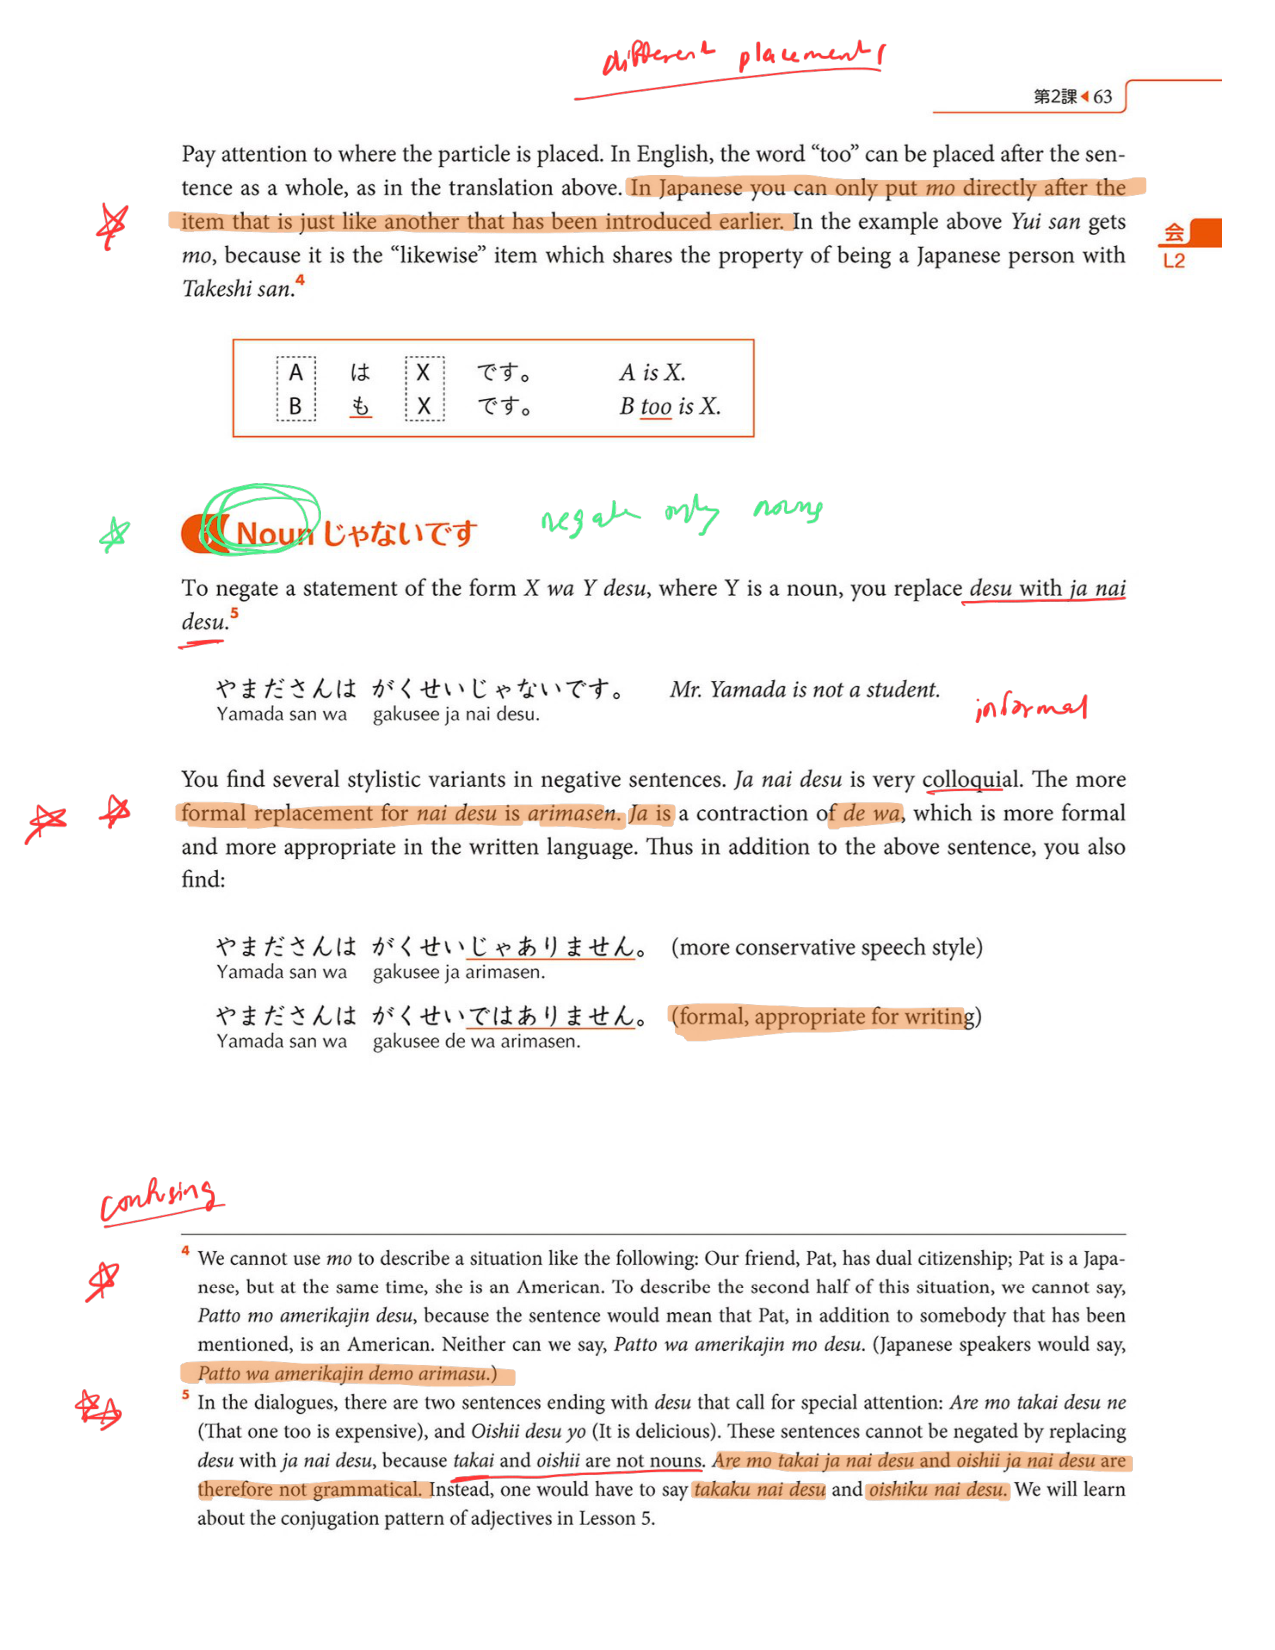 different placements
第2課 ◀ 63
Pay attention to where the particle is placed. In English, the word “too” can be placed after the sen-
tence as a whole, as in the translation above. In Japanese you can only put mo directly after the
item that is just like another that has been introduced earlier. In the example above Yui san gets
mo, because it is the “likewise” item which shares the property of being a Japanese person with
Takeshi san.4
会
L2
A は X です。 A is X.
B も X です。 B too is X.
Noun じゃないです
negate only nouns
To negate a statement of the form X wa Y desu, where Y is a noun, you replace desu with ja nai
desu.5
やまださんは がくせいじゃないです。 Mr. Yamada is not a student.
Yamada san wa gakusee ja nai desu.
informal
You find several stylistic variants in negative sentences. Ja nai desu is very colloquial. The more
formal replacement for nai desu is arimasen. Ja is a contraction of de wa, which is more formal
and more appropriate in the written language. Thus in addition to the above sentence, you also
find:
やまださんは がくせいじゃありません。 (more conservative speech style)
Yamada san wa gakusee ja arimasen.
やまださんは がくせいではありません。 (formal, appropriate for writing)
Yamada san wa gakusee de wa arimasen.
confusing
4 We cannot use mo to describe a situation like the following: Our friend, Pat, has dual citizenship; Pat is a Japa-
nese, but at the same time, she is an American. To describe the second half of this situation, we cannot say,
Patto mo amerikajin desu, because the sentence would mean that Pat, in addition to somebody that has been
mentioned, is an American. Neither can we say, Patto wa amerikajin mo desu. (Japanese speakers would say,
Patto wa amerikajin demo arimasu.)
5 In the dialogues, there are two sentences ending with desu that call for special attention: Are mo takai desu ne
(That one too is expensive), and Oishii desu yo (It is delicious). These sentences cannot be negated by replacing
desu with ja nai desu, because takai and oishii are not nouns. Are mo takai ja nai desu and oishii ja nai desu are
therefore not grammatical. Instead, one would have to say takaku nai desu and oishiku nai desu. We will learn
about the conjugation pattern of adjectives in Lesson 5.